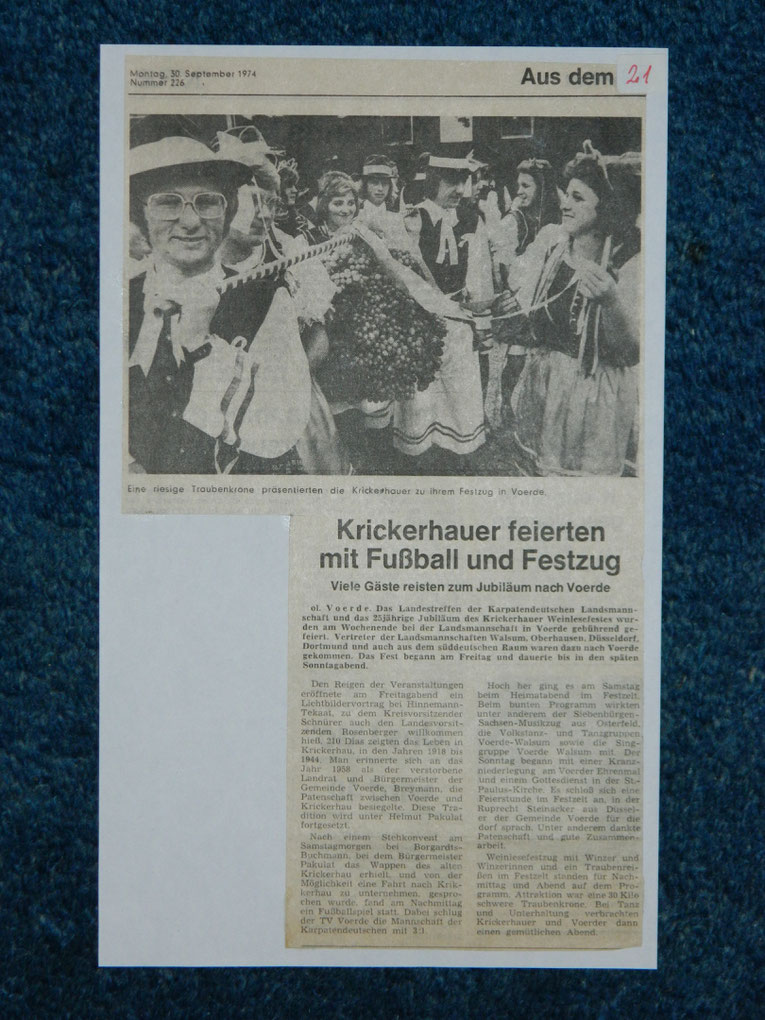 Montag, 30. September 1974
Nummer 226
Aus dem
21
Eine riesige Traubenkrone präsentierten die Krickerhauer zu ihrem Festzug in Voerde.
Krickerhauer feierten
mit Fußball und Festzug
Viele Gäste reisten zum Jubiläum nach Voerde
ol. Voerde. Das Landestreffen der Karpatendeutschen Landsmann-
schaft und das 25jährige Jubiläum des Krickerhauer Weinlesefestes wur-
den am Wochenende bei der Landsmannschaft in Voerde gebührend ge-
feiert. Vertreter der Landsmannschaften Walsum, Oberhausen, Düsseldorf,
Dortmund und auch aus dem süddeutschen Raum waren dazu nach Voerde
gekommen. Das Fest begann am Freitag und dauerte bis in den späten
Sonntagabend.
Den Reigen der Veranstaltungen
eröffnete am Freitagabend ein
Lichtbildervortrag bei Hinnemann-
Tekaat, zu dem Kreisvorsitzender
Schnürer auch den Landesvorsit-
zenden Rosenberger willkommen
hieß. 210 Dias zeigten das Leben in
Krickerhau, in den Jahren 1918 bis
1944. Man erinnerte sich an das
Jahr 1958 als der verstorbene
Landrat und Bürgermeister der
Gemeinde Voerde, Breymann, die
Patenschaft zwischen Voerde und
Krickerhau besiegelte. Diese Tra-
dition wird unter Helmut Pakulat
fortgesetzt.
Nach einem Stehkonvent am
Samstagmorgen bei Borgardts-
Buchmann, bei dem Bürgermeister
Pakulat das Wappen des alten
Krickerhau erhielt, und von der
Möglichkeit eine Fahrt nach Krik-
kerhau zu unternehmen, gespro-
chen wurde, fand am Nachmittag
ein Fußballspiel statt. Dabei schlug
der TV Voerde die Mannschaft der
Karpatendeutschen mit 3:1.
Hoch her ging es am Samstag
beim Heimatabend im Festzelt.
Beim bunten Programm wirkten
unter anderem der Siebenbürgen-
Sachsen-Musikzug aus Osterfeld,
die Volkstanz- und Tanzgruppen
Voerde-Walsum sowie die Sing-
gruppe Voerde Walsum mit. Der
Sonntag begann mit einer Kranz-
niederlegung am Voerder Ehrenmal
und einem Gottesdienst in der St.-
Paulus-Kirche. Es schloß sich eine
Feierstunde im Festzelt an, in der
Ruprecht Steinacker aus Düssel-
er der Gemeinde Voerde für die
dorf sprach. Unter anderem dankte
Patenschaft und gute Zusammen-
arbeit.
Weinlesefestzug mit Winzer und
Winzerinnen und ein Traubenrei-
ßen im Festzelt standen für Nach-
mittag und Abend auf dem Pro-
gramm. Attraktion war eine 30 Kilo
schwere Traubenkrone. Bei Tanz
und Unterhaltung verbrachten
Krickerhauer und Voerder dann
einen gemütlichen Abend.